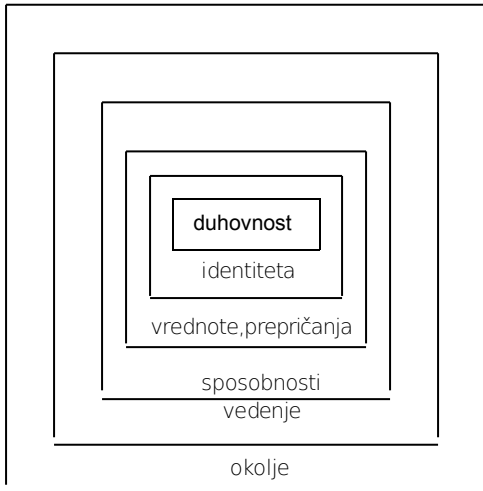 duhovnost
identiteta
vrednote,prepričanja
sposobnosti
vedenje
okolje